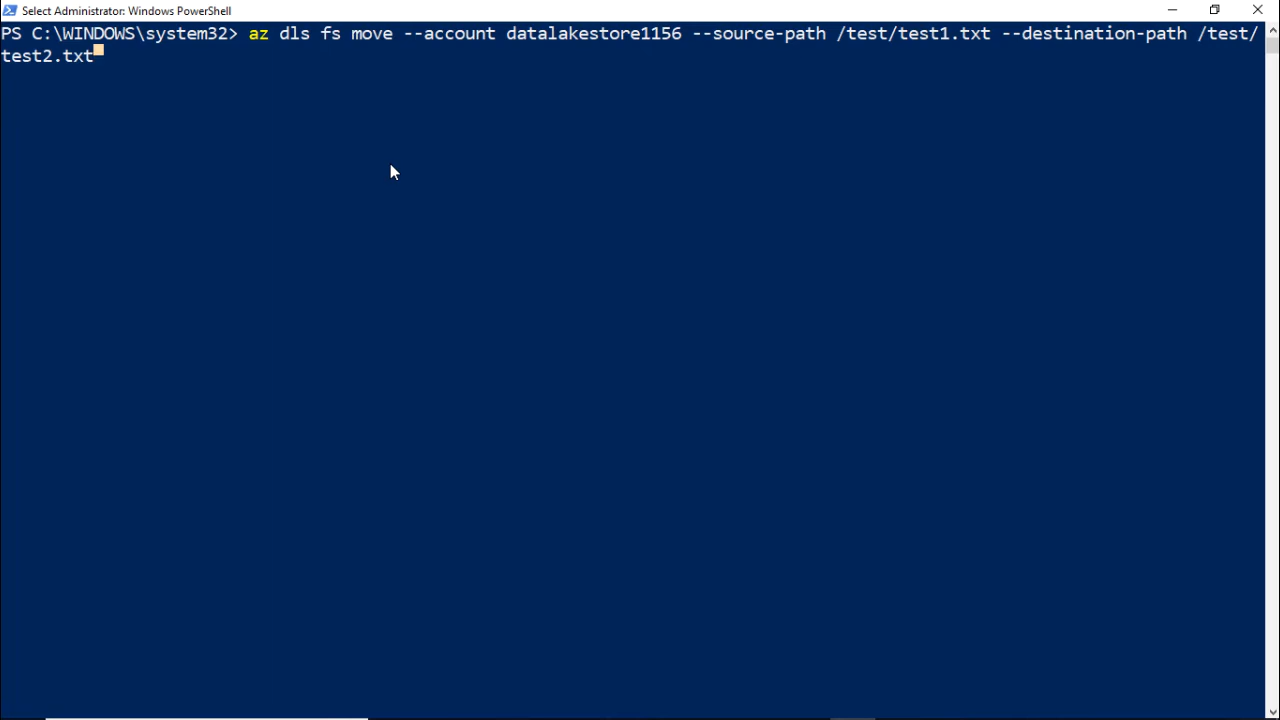 Select Administrator: Windows PowerShell
PS C:\WINDOWS\system32> az dls fs move --account datalakestore1156 --source-path /test/test1.txt --destination-path /test/
test2.txt